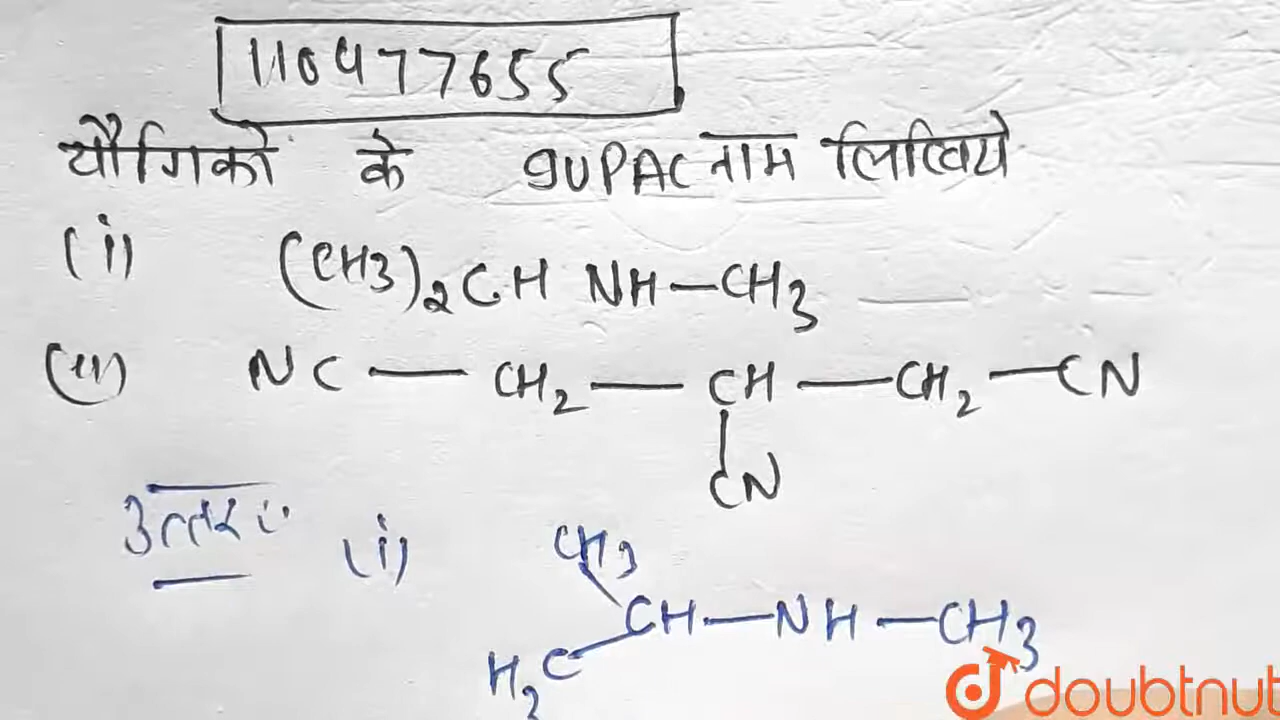 110477655
यौगिको के IUPAC नाम लिखिये
(i) (CH3)2CH NH-CH3
(ii) NC — CH2 — CH — CH2 — CN
CN
उत्तर :- (i) CH3
CH — NH — CH3
H3C
doubtnut